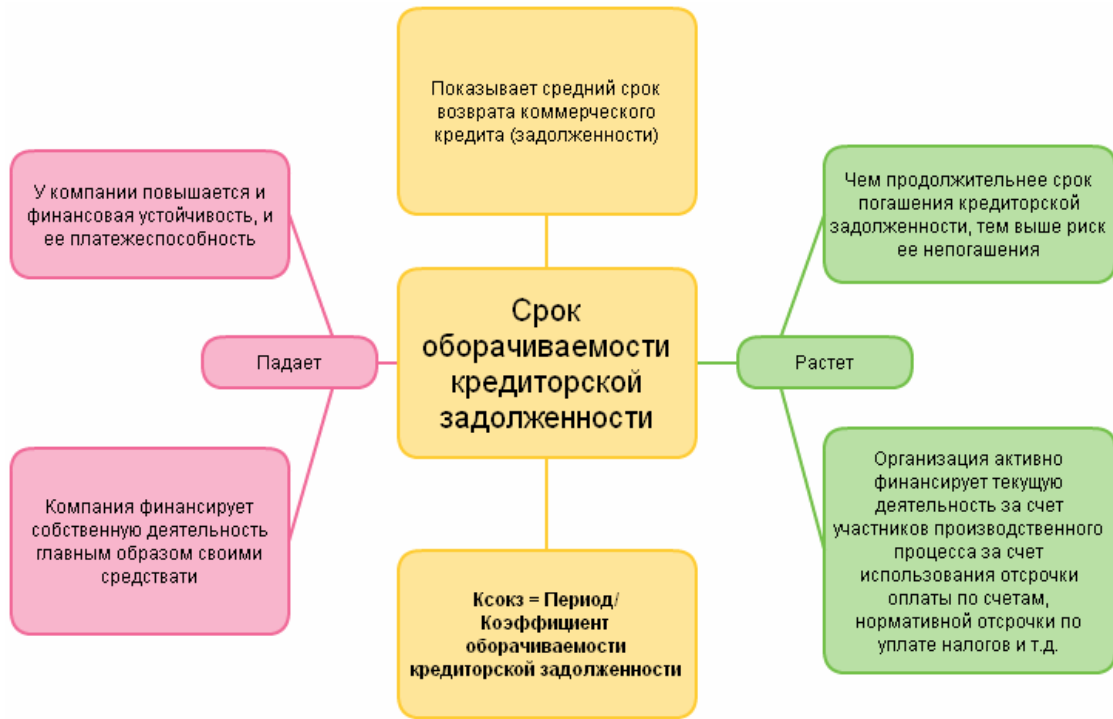 Показывает средний срок
возврата коммерческого
кредита (задолженности)
У компании повышается и
финансовая устойчивость, и
ее платежеспособность
Чем продолжительнее срок
погашения кредиторской
задолженности, тем выше риск
ее непогашения
Падает
Срок
оборачиваемости
кредиторской
задолженности
Растет
Компания финансирует
собственную деятельность
главным образом своими
средствати
Организация активно
финансирует текущую
деятельность за счет
участников производственного
процесса за счет
использования отсрочки
оплаты по счетам,
нормативной отсрочки по
уплате налогов и т.д.
Ксокз = Период/
Коэффициент
оборачиваемости
кредиторской задолженности